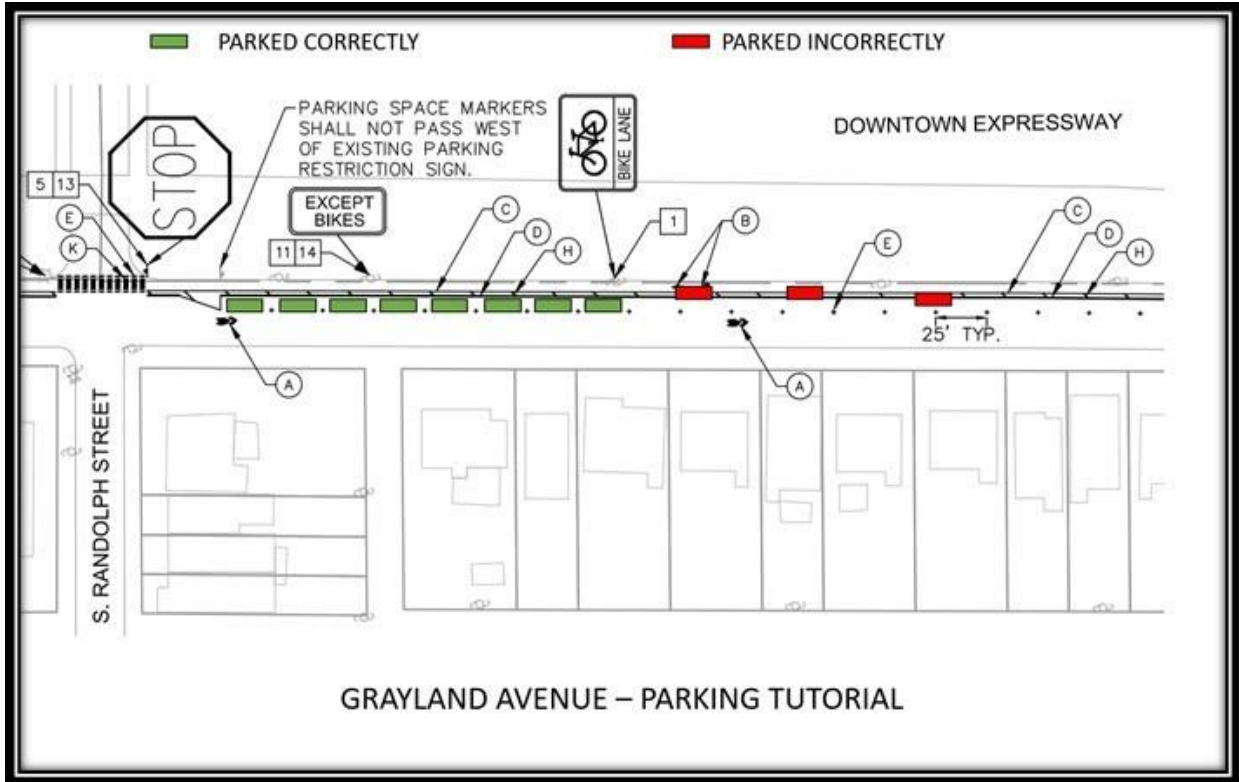 PARKED CORRECTLY
PARKED INCORRECTLY
PARKING SPACE MARKERS
SHALL NOT PASS WEST
OF EXISTING PARKING
RESTRICTION SIGN.
DOWNTOWN EXPRESSWAY
STOP
BIKE LANE
5 13
E
K
EXCEPT
BIKES
11 14
C
D
H
1
B
E
C
D
H
25' TYP.
A
A
S. RANDOLPH STREET
GRAYLAND AVENUE – PARKING TUTORIAL